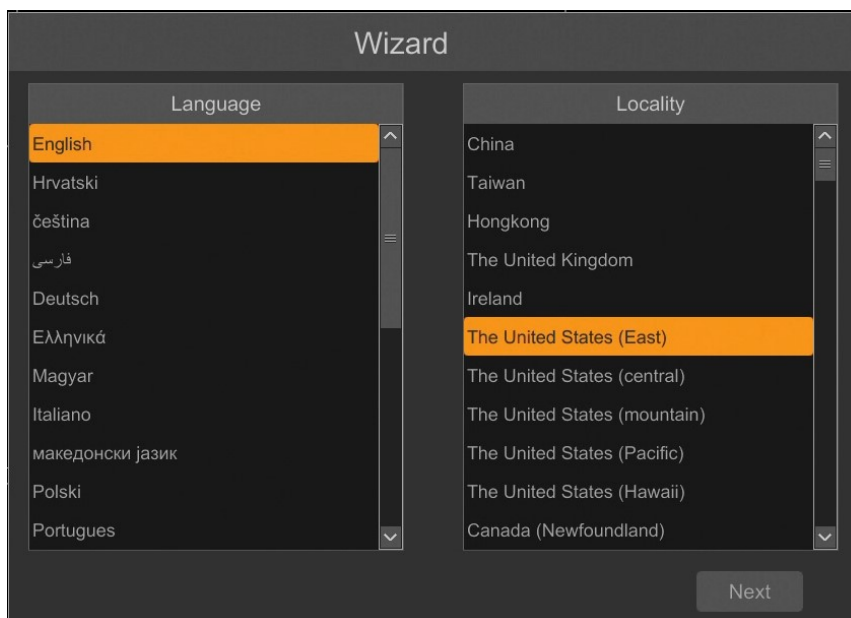 Wizard
Language
English
Hrvatski
čeština
فارسی
Deutsch
Ελληνικά
Magyar
Italiano
македонски јазик
Polski
Portugues
Locality
China
Taiwan
Hongkong
The United Kingdom
Ireland
The United States (East)
The United States (central)
The United States (mountain)
The United States (Pacific)
The United States (Hawaii)
Canada (Newfoundland)
Next